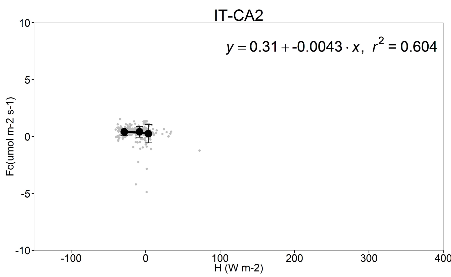 IT-CA2
y = 0.31 + -0.0043 · x, r² = 0.604
Fc(umol m-2 s-1)
10
5
0
-5
-10
-100 0 100 200 300 400
H (W m-2)